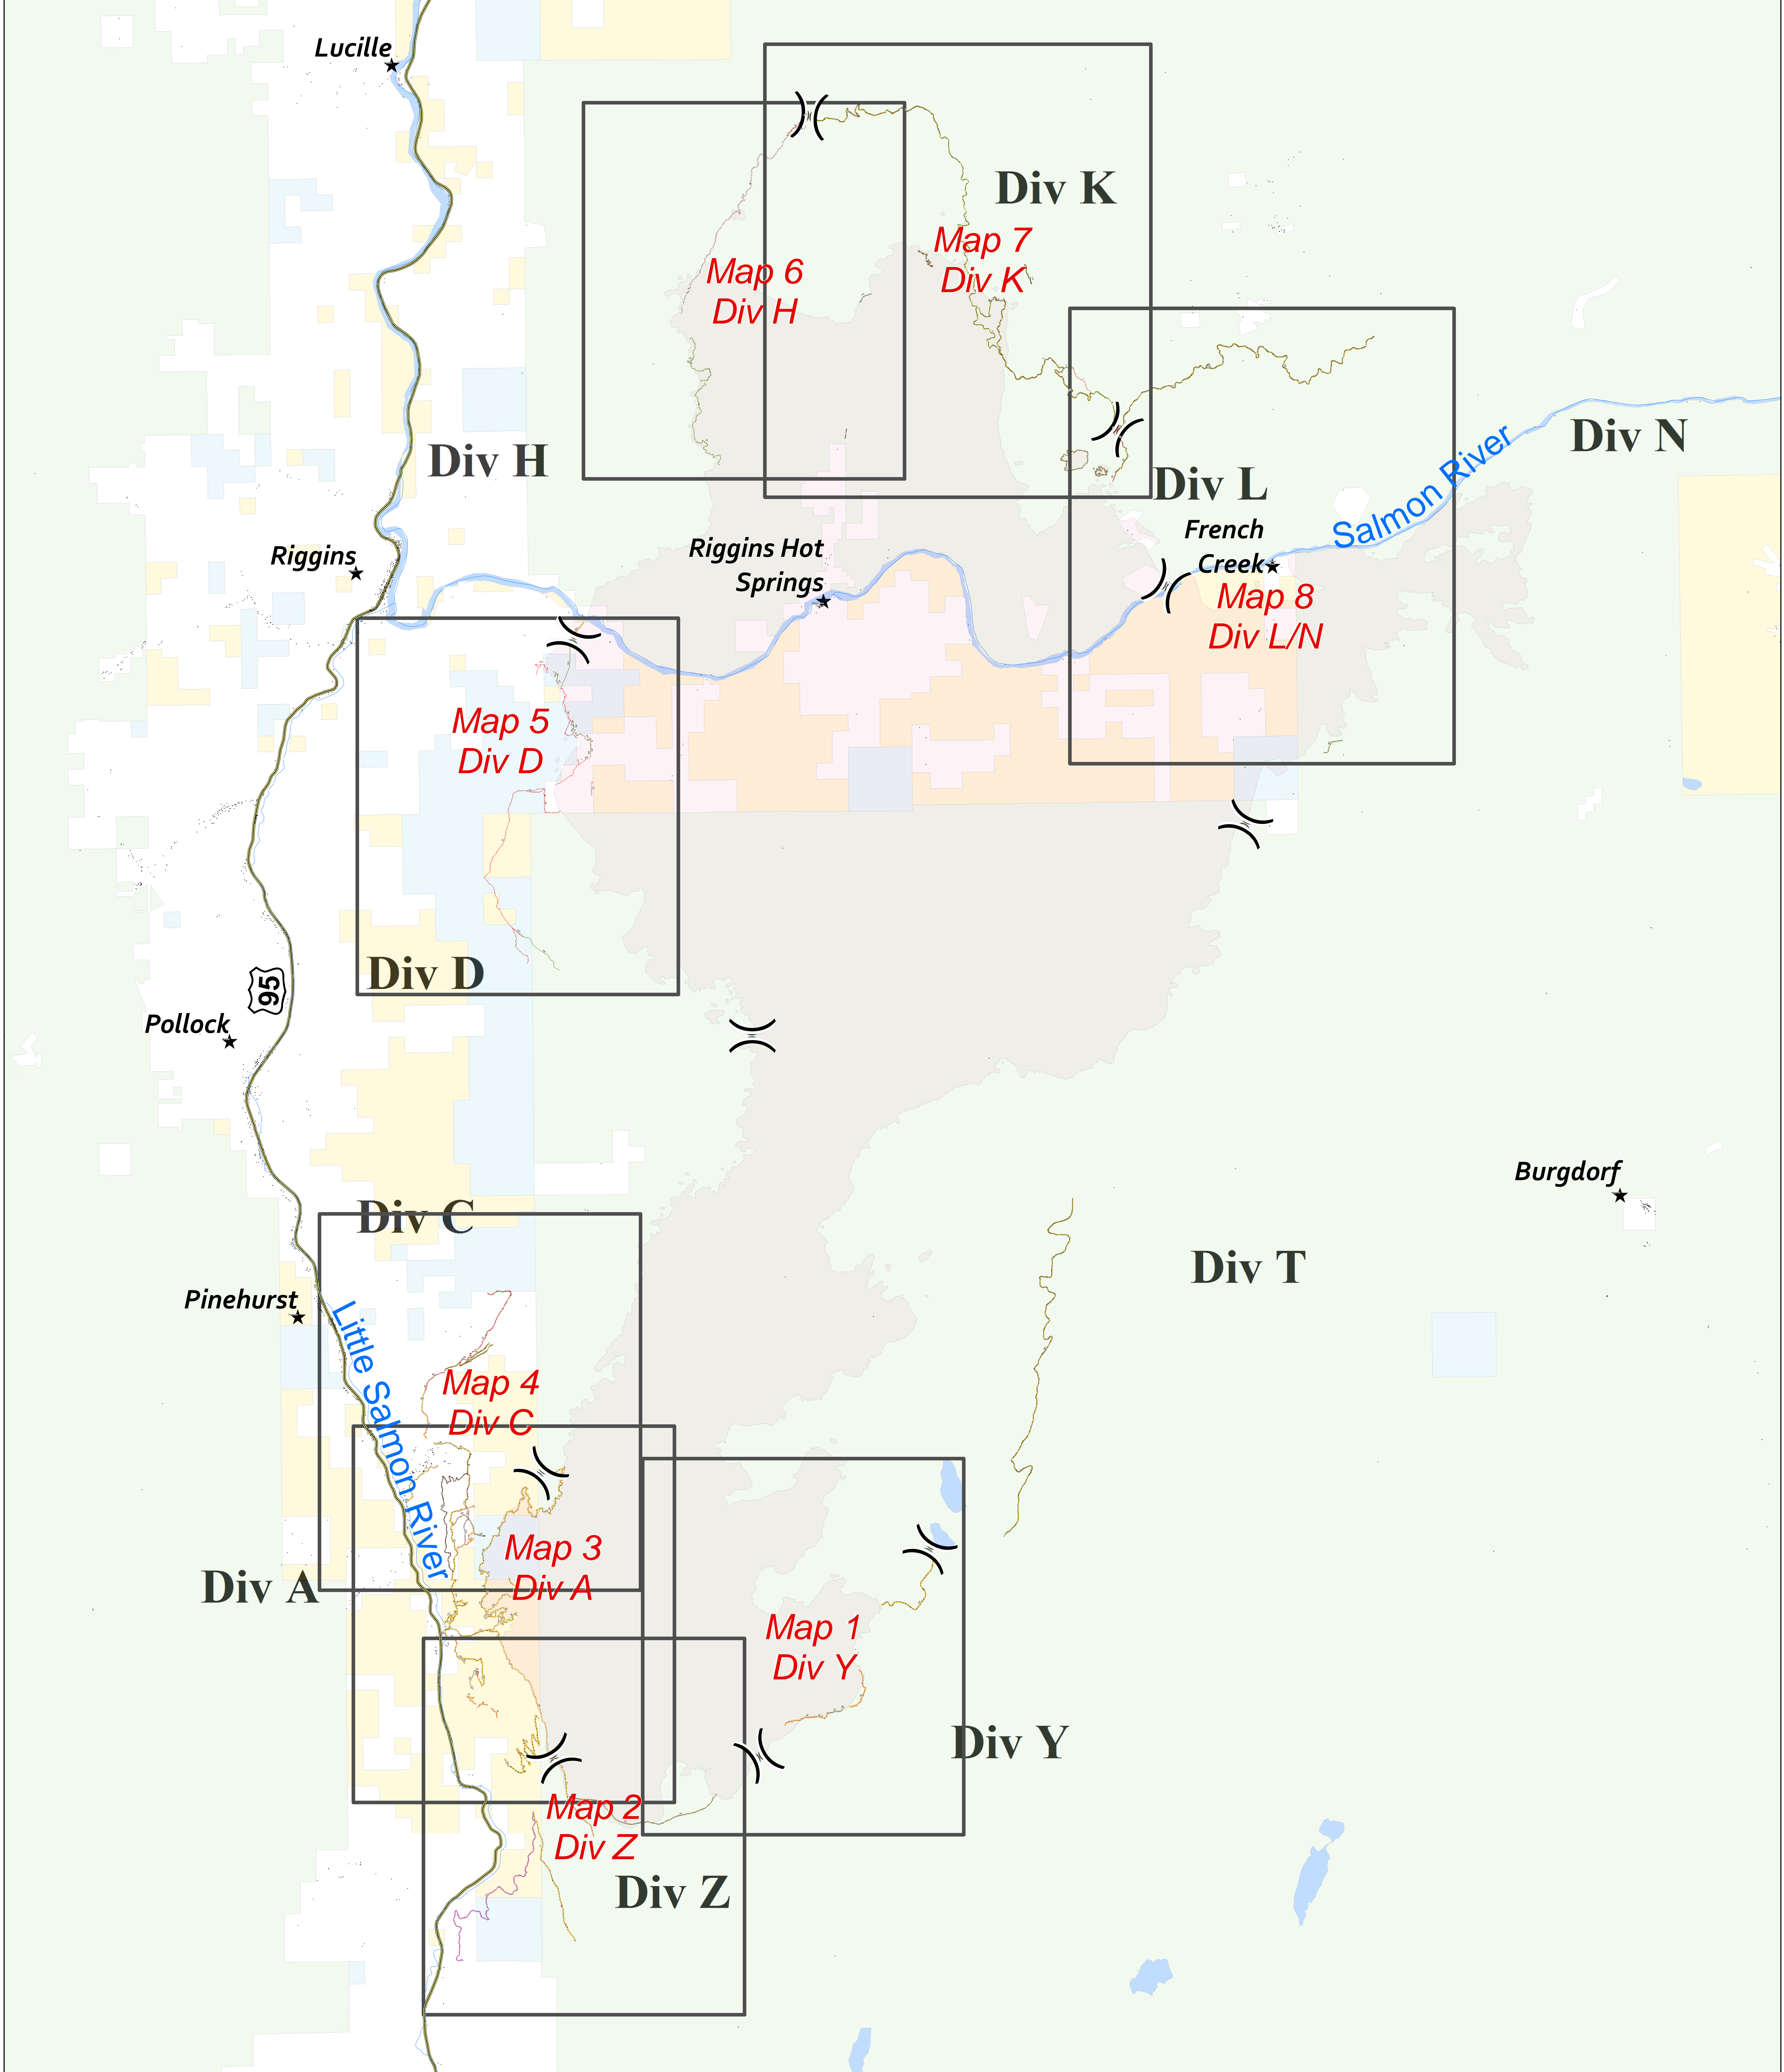 Lucille
Div K
Map 7
Div K
Map 6
Div H
Div N
Div H
Salmon River
Div L
French
Creek
Riggins Hot
Springs
Riggins
Map 8
Div L/N
Map 5
Div D
Div D
95
Pollock
Burgdorf
Div C
Div T
Pinehurst
Little Salmon River
Map 4
Div C
Map 3
Div A
Div A
Map 1
Div Y
Div Y
Map 2
Div Z
Div Z